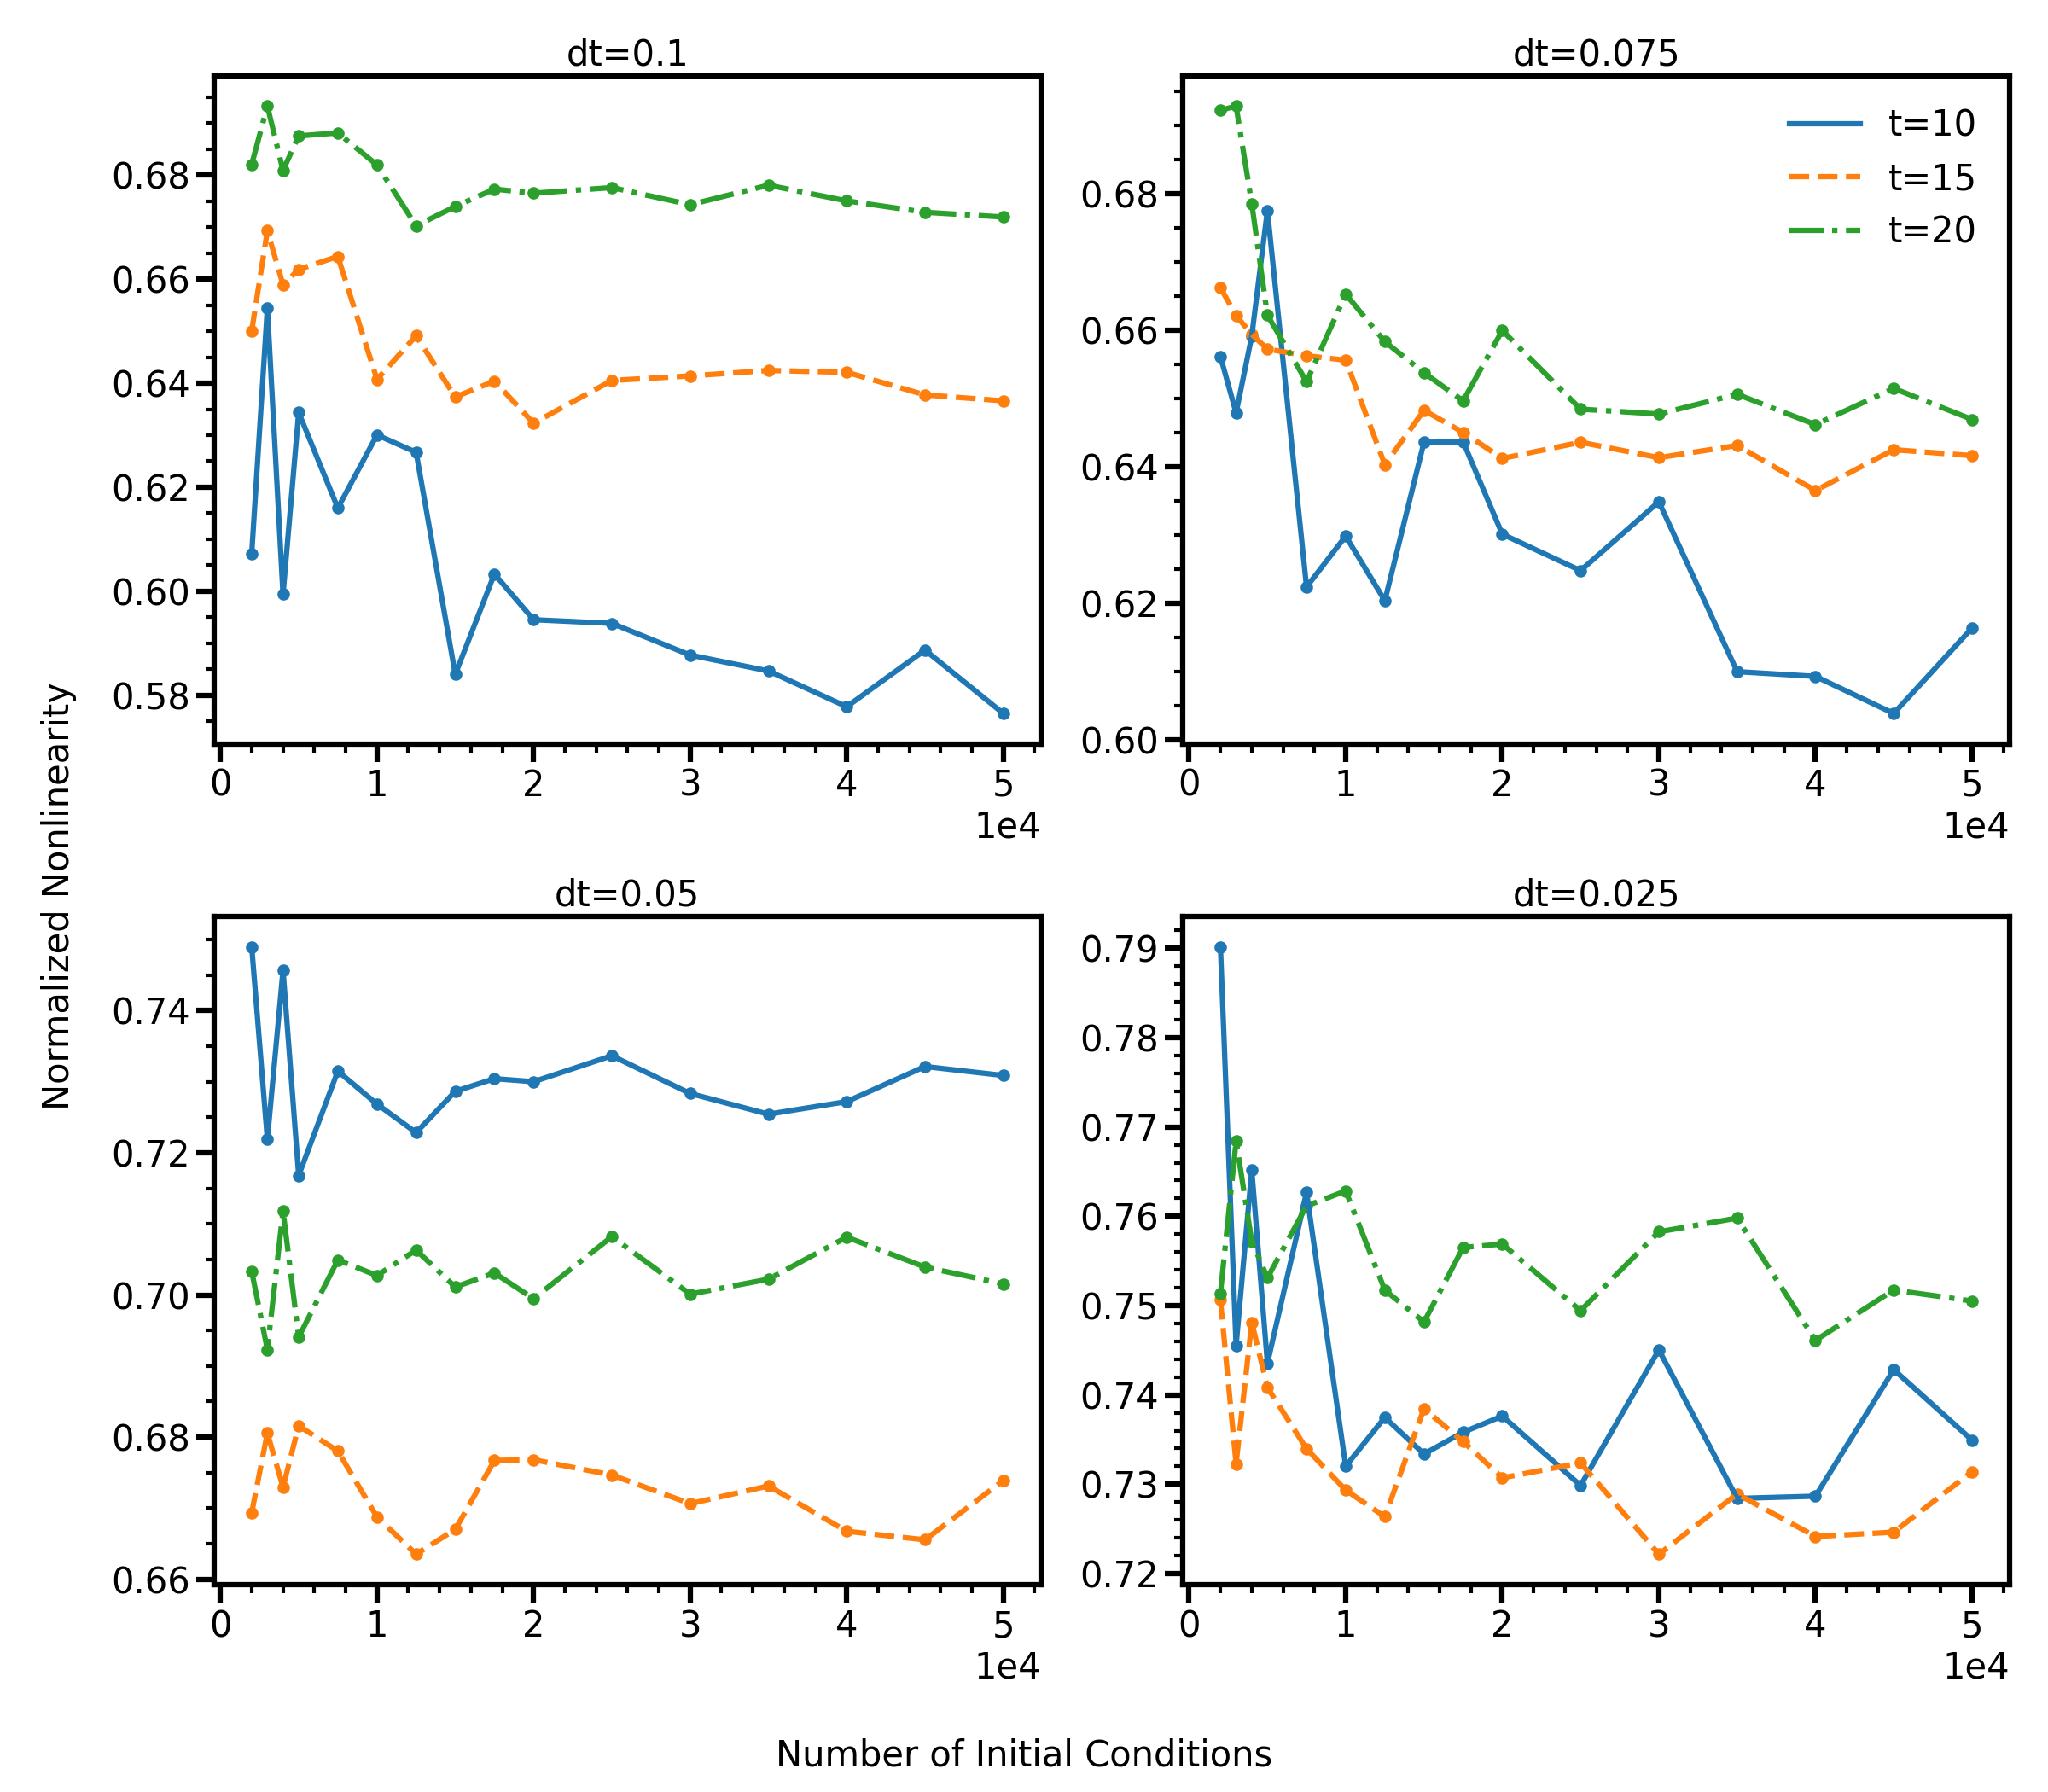 dt=0.1
0.68
0.66
0.64
0.62
0.60
0.58
0 1 2 3 4 5
1e4
dt=0.075
t=10
t=15
t=20
0.68
0.66
0.64
0.62
0.60
0 1 2 3 4 5
1e4
Normalized Nonlinearity
dt=0.05
0.74
0.72
0.70
0.68
0.66
0 1 2 3 4 5
1e4
dt=0.025
0.79
0.78
0.77
0.76
0.75
0.74
0.73
0.72
0 1 2 3 4 5
1e4
Number of Initial Conditions